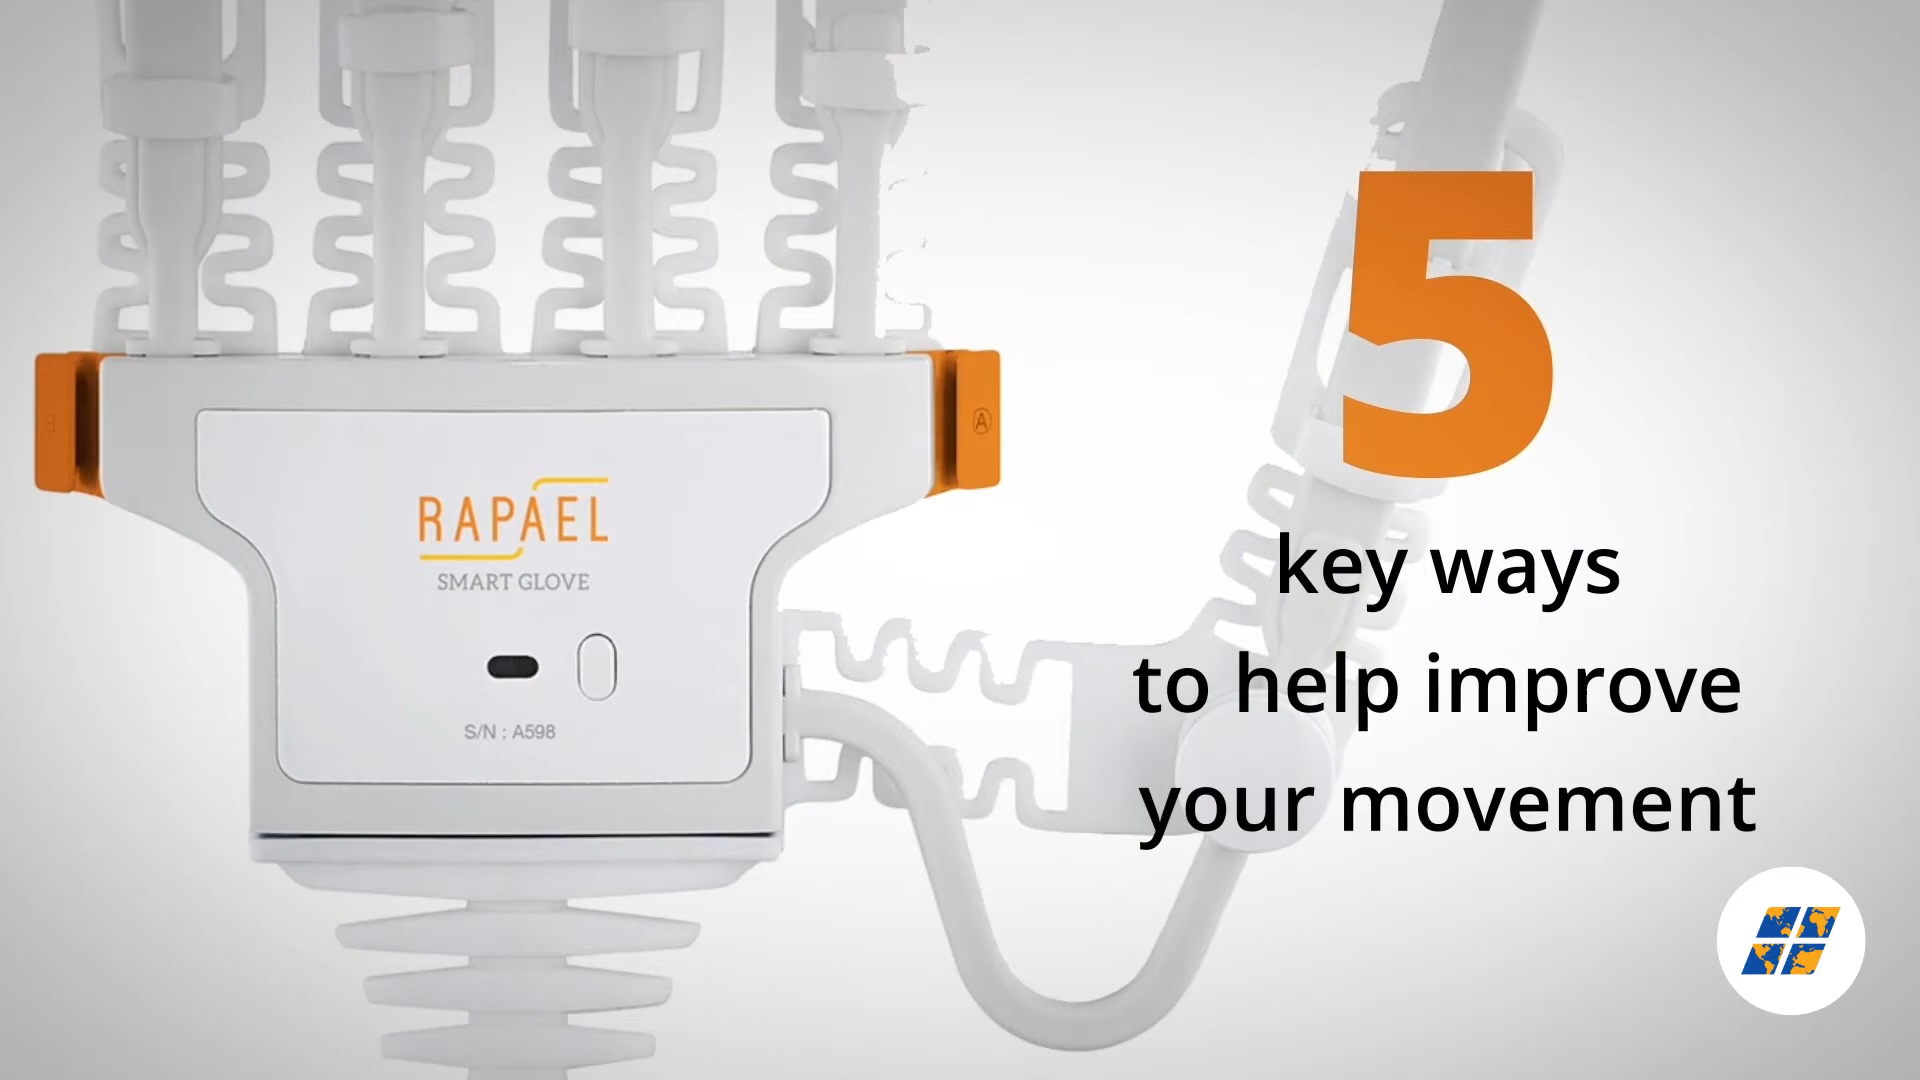 RAPAEL
SMART GLOVE
S/N : A598
A
5
key ways
to help improve
your movement